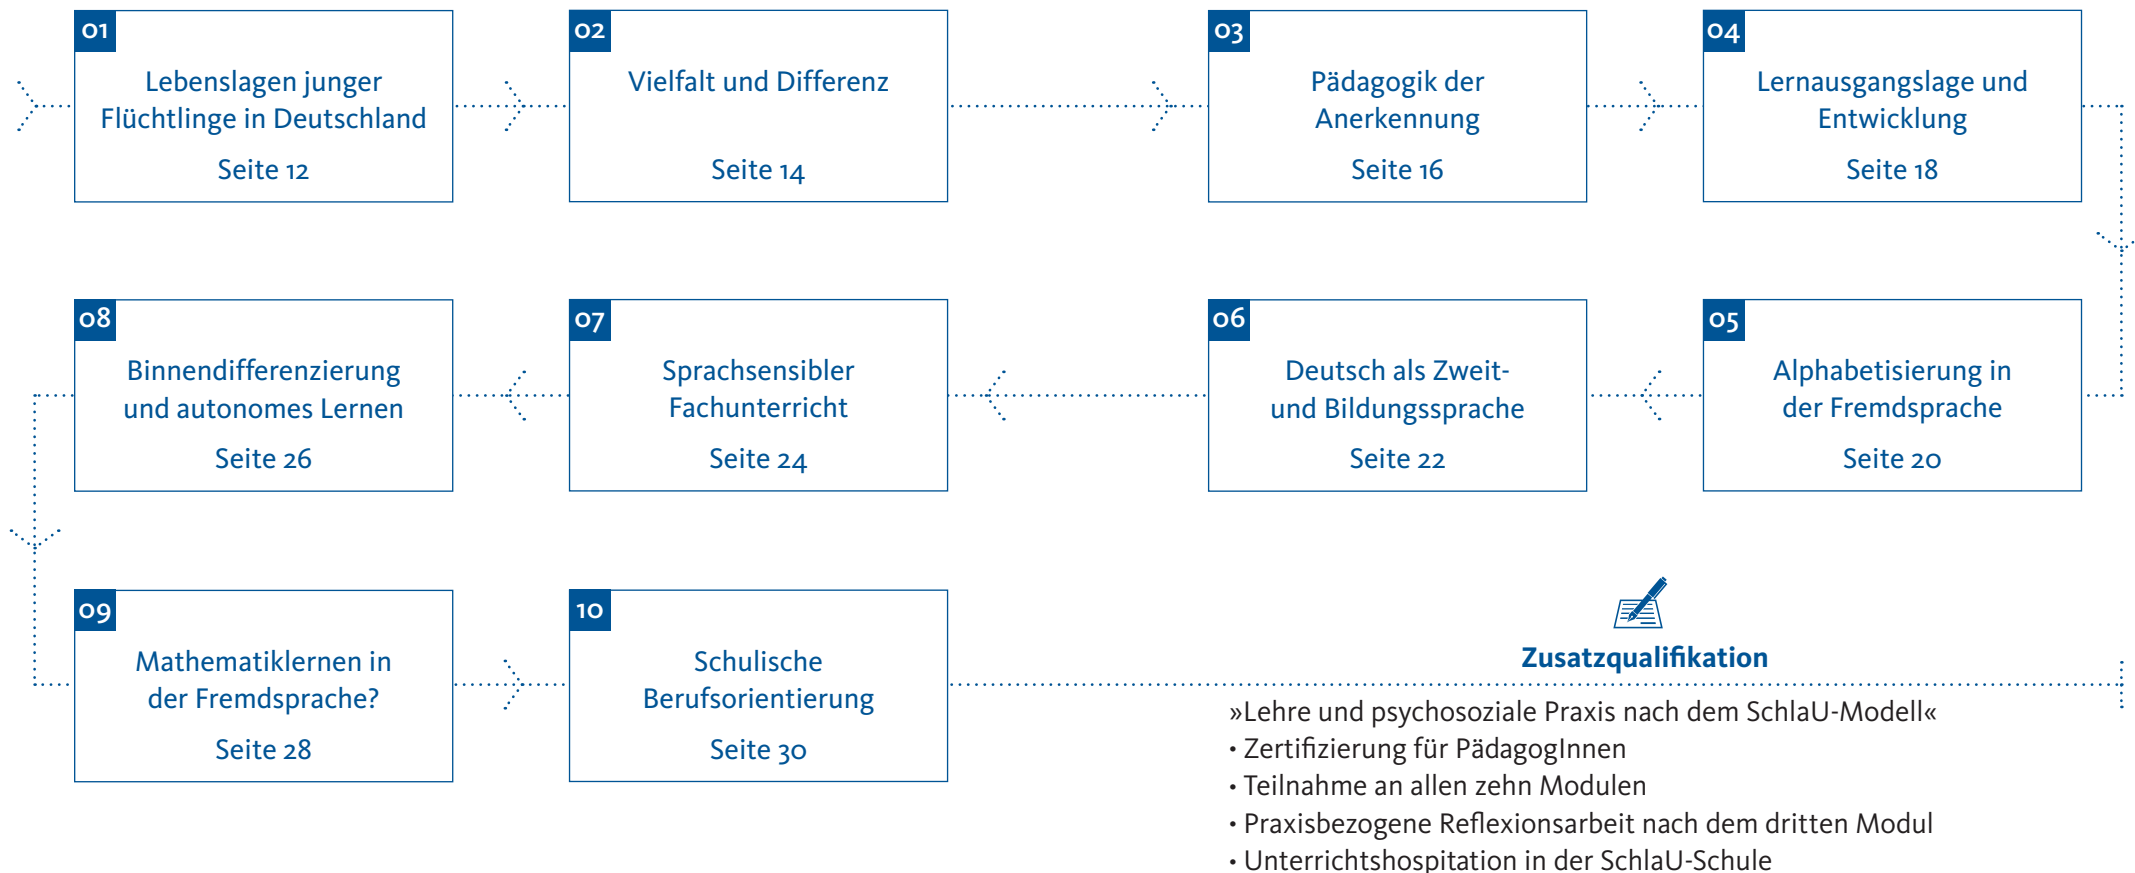 01
Lebenslagen junger
Flüchtlinge in Deutschland
Seite 12
02
Vielfalt und Differenz
Seite 14
03
Pädagogik der
Anerkennung
Seite 16
04
Lernausgangslage und
Entwicklung
Seite 18
05
Alphabetisierung in
der Fremdsprache
Seite 20
06
Deutsch als Zweit-
und Bildungssprache
Seite 22
07
Sprachsensibler
Fachunterricht
Seite 24
08
Binnendifferenzierung
und autonomes Lernen
Seite 26
09
Mathematiklernen in
der Fremdsprache?
Seite 28
10
Schulische
Berufsorientierung
Seite 30
Zusatzqualifikation
»Lehre und psychosoziale Praxis nach dem SchlaU-Modell«
• Zertifizierung für PädagogInnen
• Teilnahme an allen zehn Modulen
• Praxisbezogene Reflexionsarbeit nach dem dritten Modul
• Unterrichtshospitation in der SchlaU-Schule